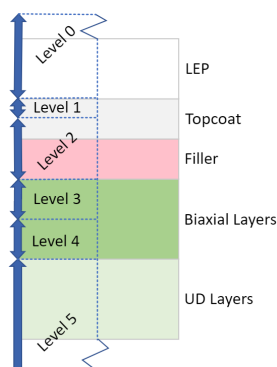 Level 0
LEP
Level 1
Topcoat
Level 2
Filler
Level 3
Biaxial Layers
Level 4
UD Layers
Level 5